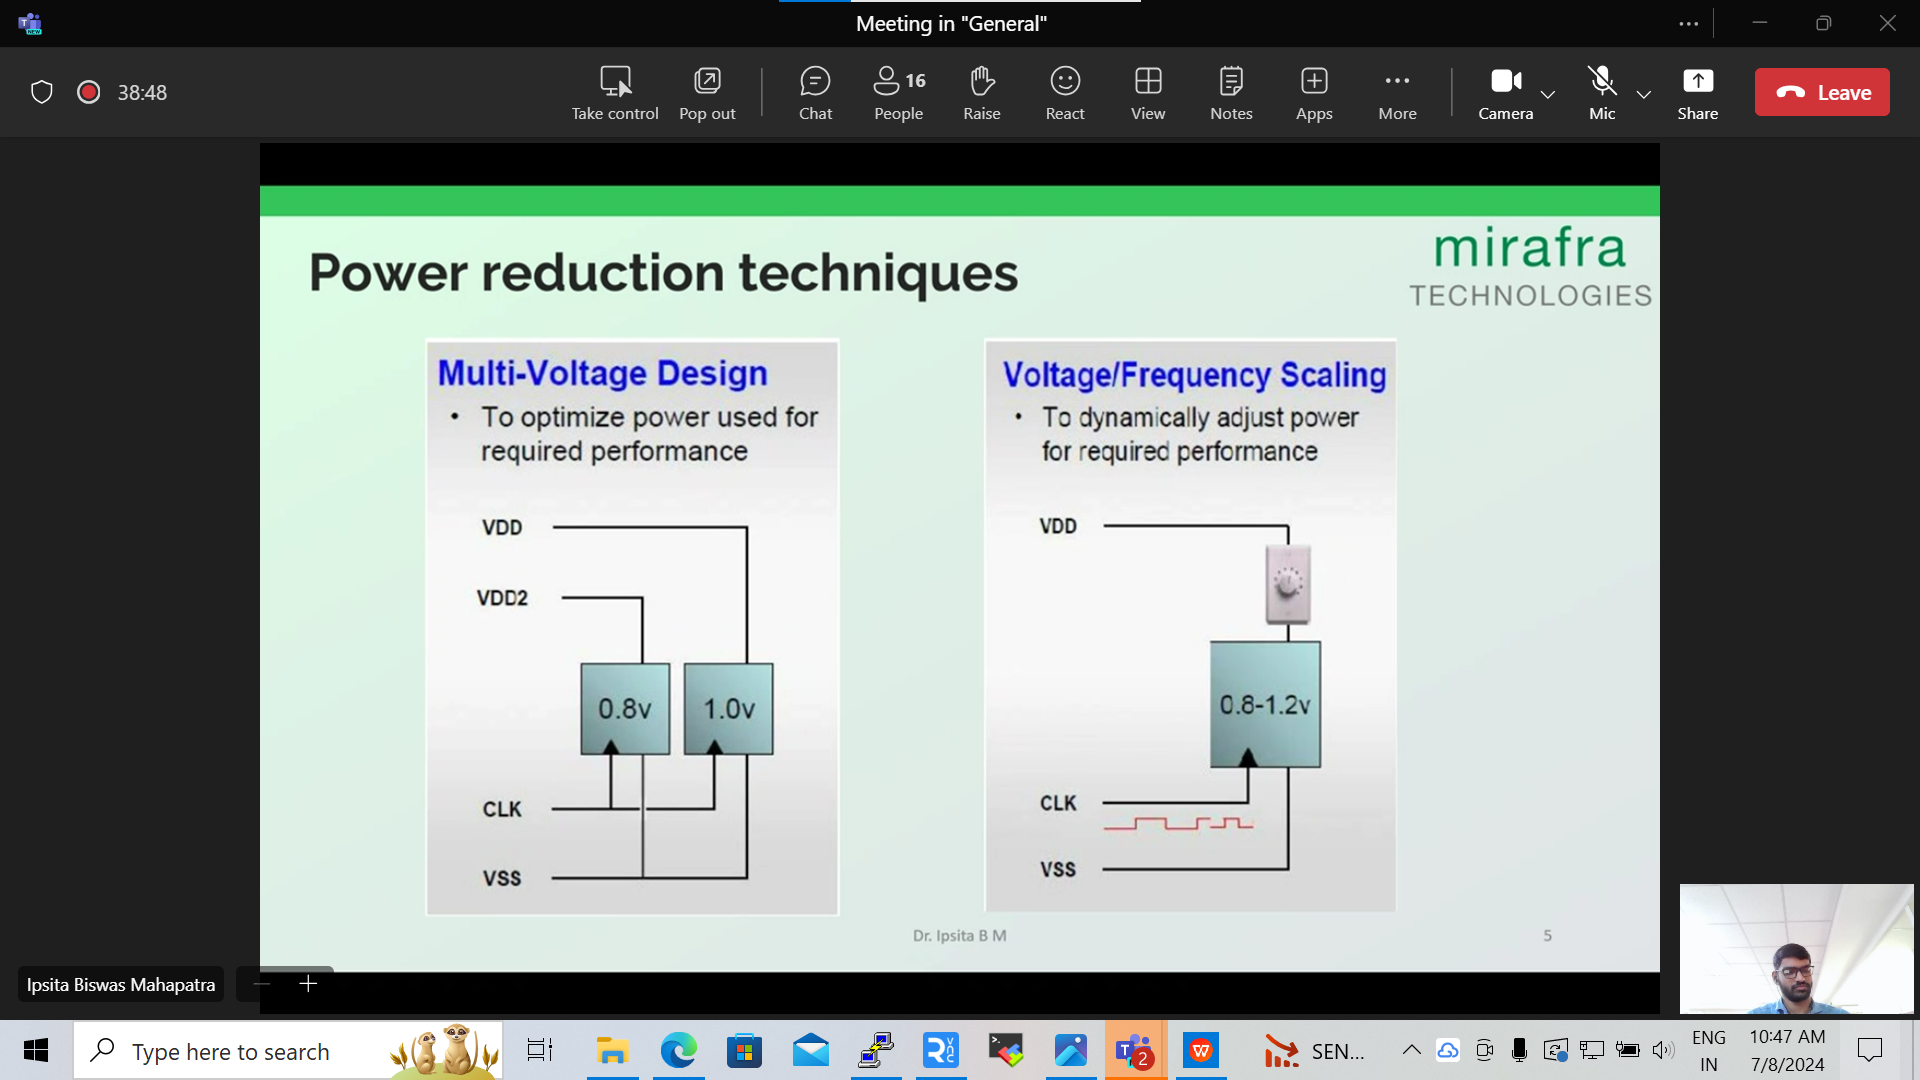 Meeting in "General"
38:48
Take control
Pop out
Chat
16
People
Raise
React
View
Notes
Apps
More
Camera
Mic
Share
Leave
Power reduction techniques
mirafra
TECHNOLOGIES
Multi-Voltage Design
• To optimize power used for
required performance
VDD
VDD2
0.8v
1.0v
CLK
VSS
Voltage/Frequency Scaling
• To dynamically adjust power
for required performance
VDD
0.8-1.2v
CLK
VSS
Dr. Ipsita B M
5
Ipsita Biswas Mahapatra
Type here to search
2
SEN...
ENG
IN
10:47 AM
7/8/2024